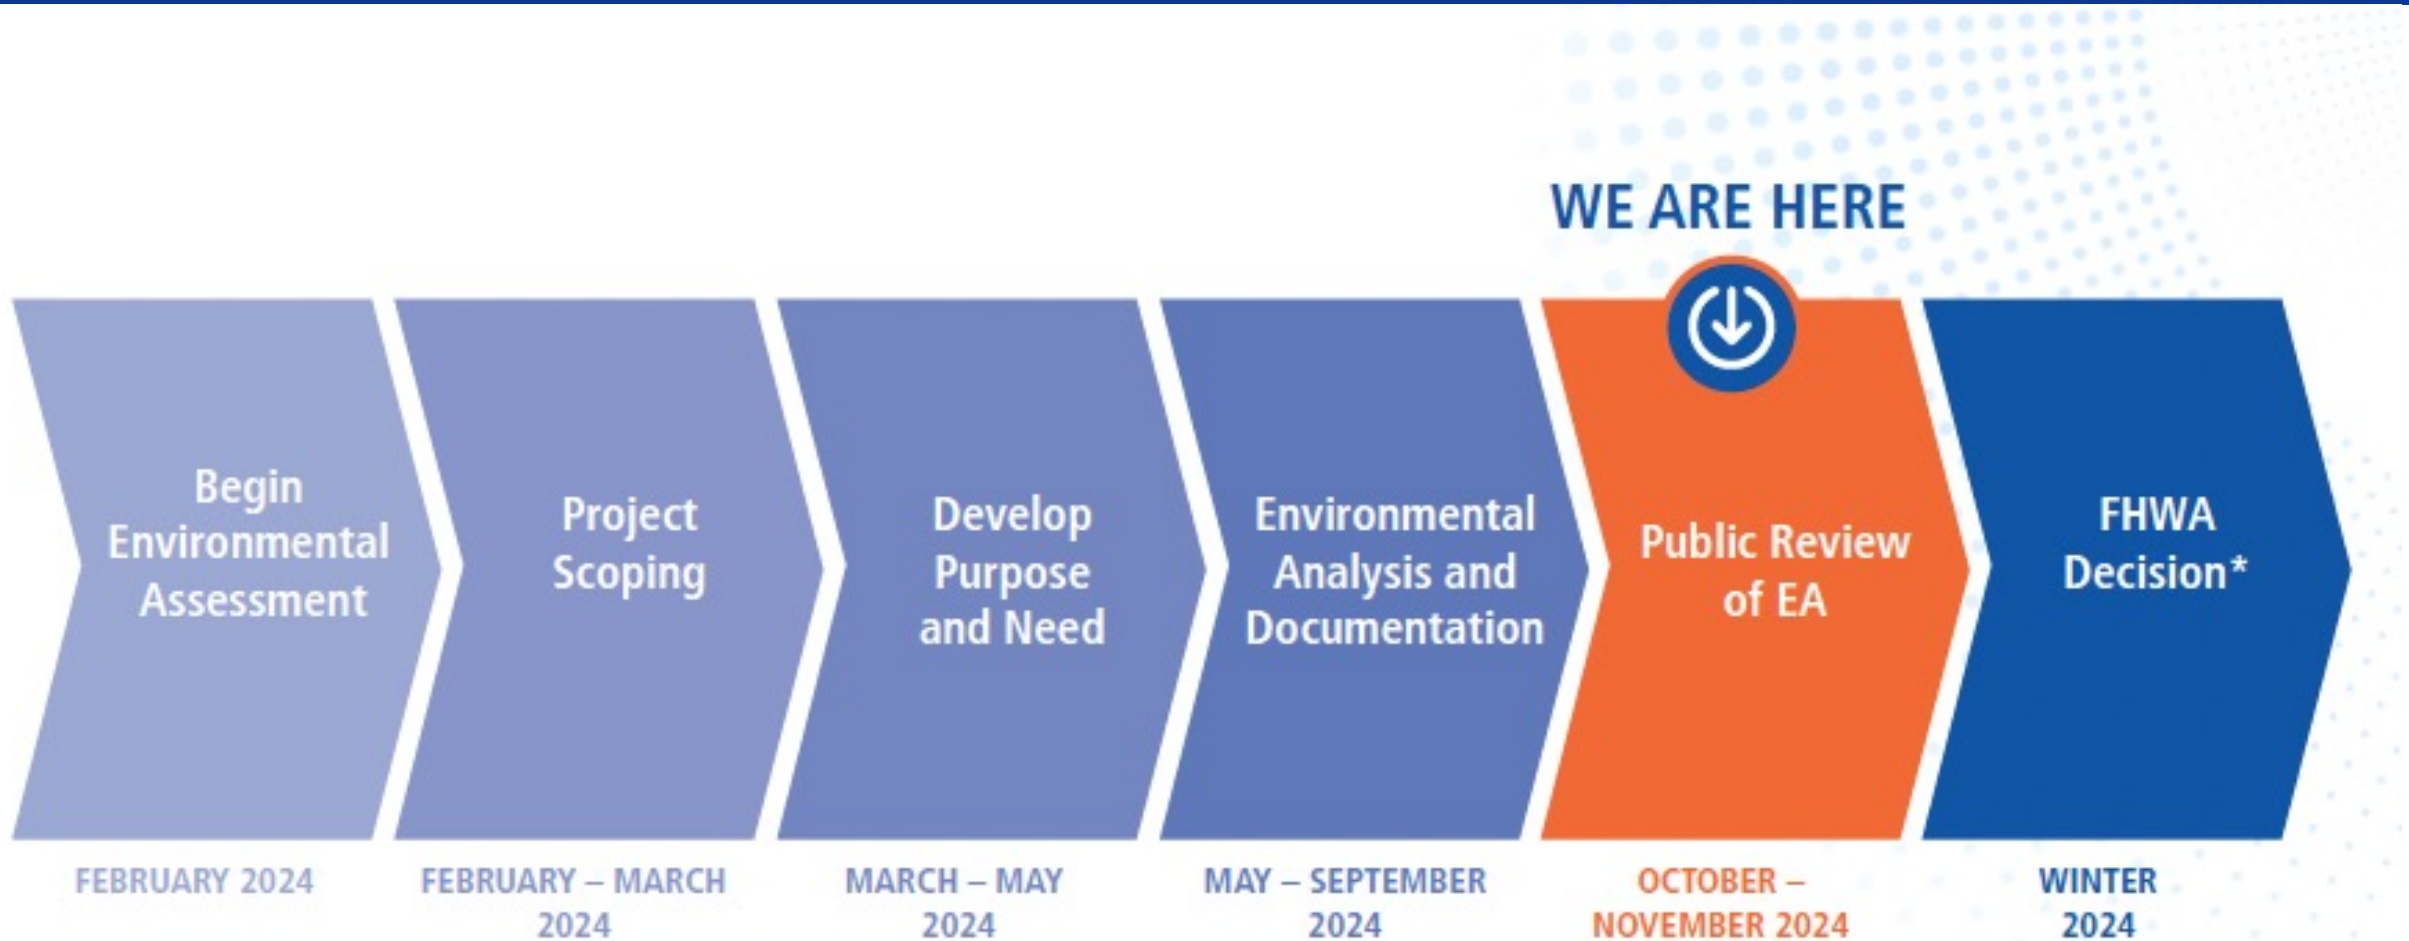 WE ARE HERE
Begin
Environmental
Assessment
Project
Scoping
Develop
Purpose
and Need
Environmental
Analysis and
Documentation
Public Review
of EA
FHWA
Decision*
FEBRUARY 2024
FEBRUARY – MARCH
2024
MARCH – MAY
2024
MAY – SEPTEMBER
2024
OCTOBER –
NOVEMBER 2024
WINTER
2024